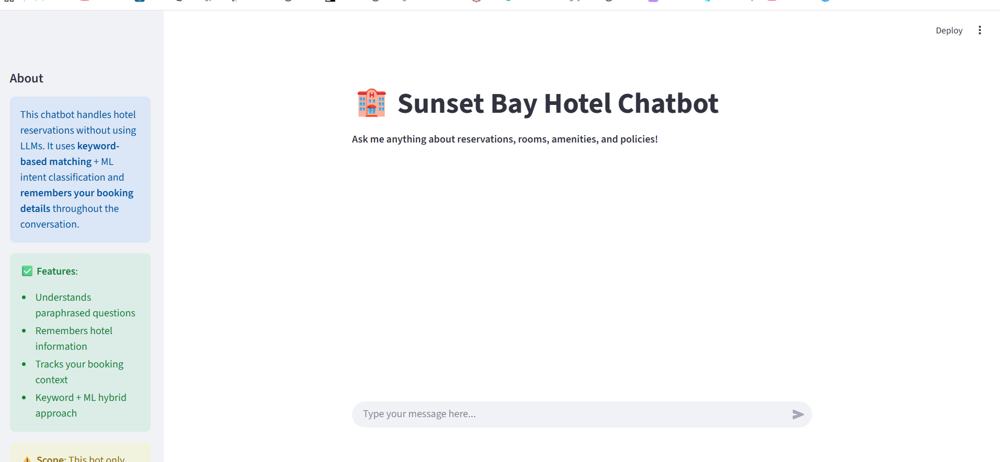 Deploy
About
This chatbot handles hotel
reservations without using
LLMs. It uses keyword-
based matching + ML
intent classification and
remembers your booking
details throughout the
conversation.
✅ Features:
• Understands
paraphrased questions
• Remembers hotel
information
• Tracks your booking
context
• Keyword + ML hybrid
approach
⚠️ Scope: This bot only
🏨 Sunset Bay Hotel Chatbot
Ask me anything about reservations, rooms, amenities, and policies!
Type your message here...